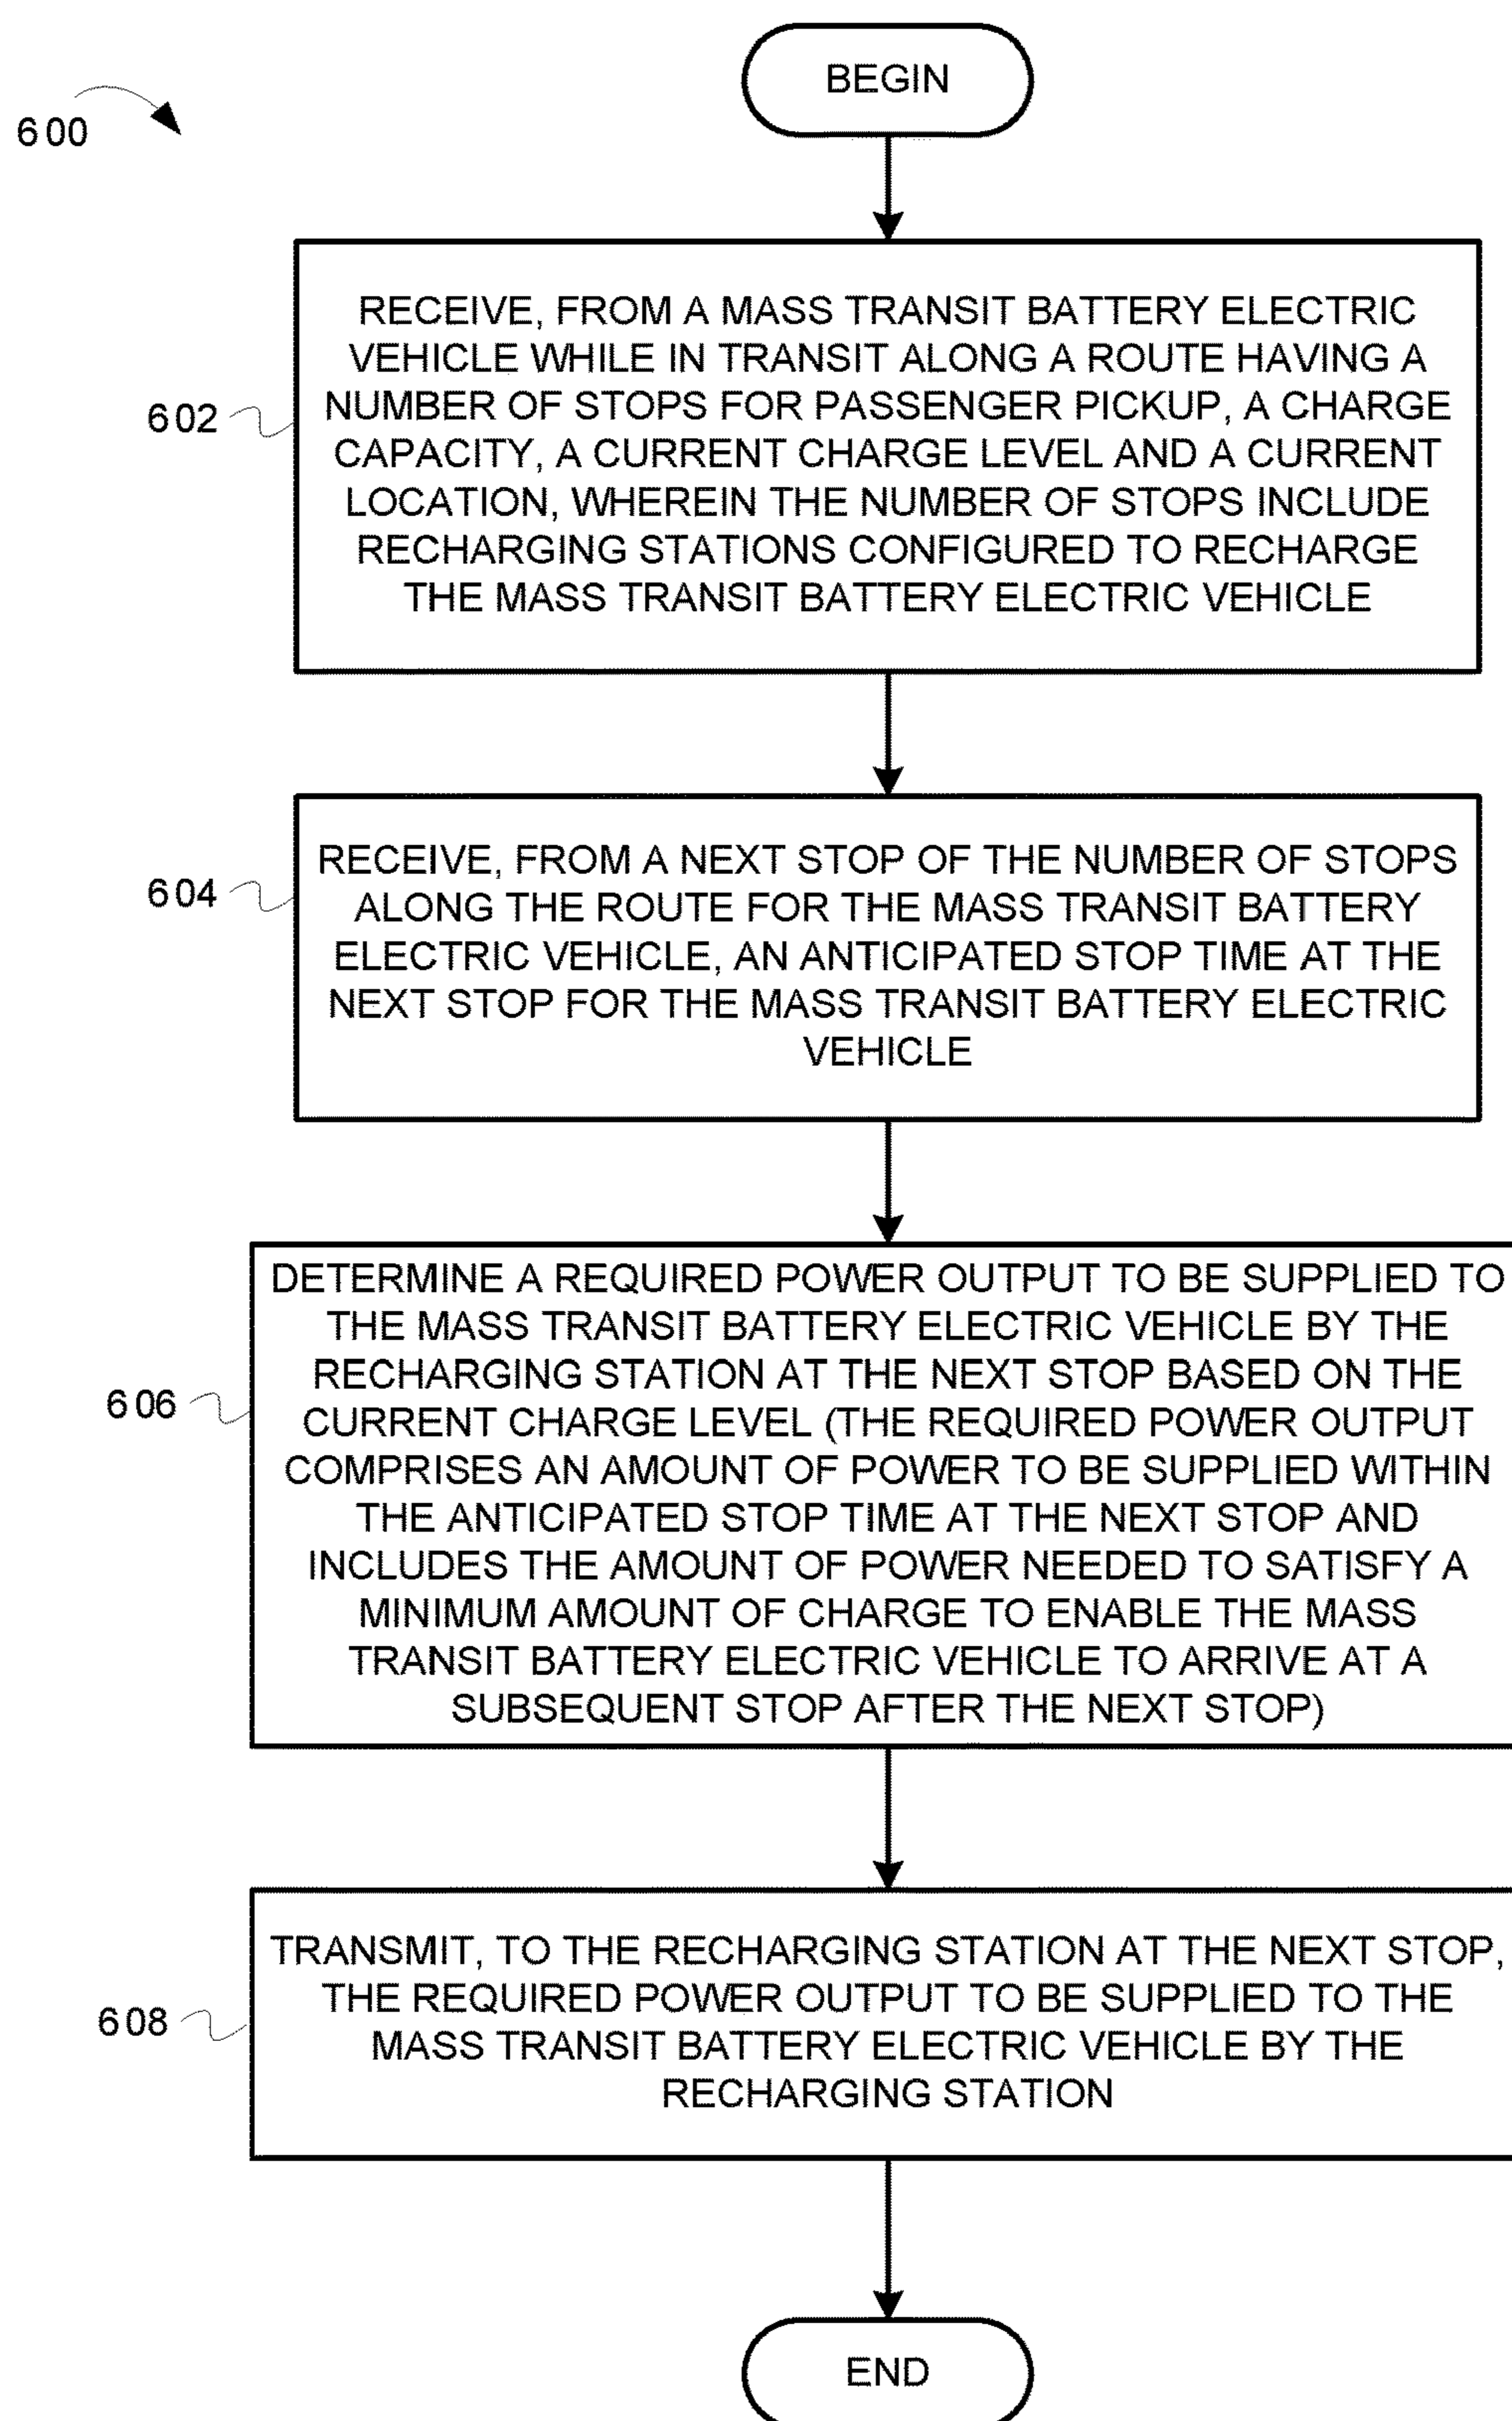 BEGIN
600
RECEIVE, FROM A MASS TRANSIT BATTERY ELECTRIC
VEHICLE WHILE IN TRANSIT ALONG A ROUTE HAVING A
NUMBER OF STOPS FOR PASSENGER PICKUP, A CHARGE
CAPACITY, A CURRENT CHARGE LEVEL AND A CURRENT
LOCATION, WHEREIN THE NUMBER OF STOPS INCLUDE
RECHARGING STATIONS CONFIGURED TO RECHARGE
THE MASS TRANSIT BATTERY ELECTRIC VEHICLE
602
RECEIVE, FROM A NEXT STOP OF THE NUMBER OF STOPS
ALONG THE ROUTE FOR THE MASS TRANSIT BATTERY
ELECTRIC VEHICLE, AN ANTICIPATED STOP TIME AT THE
NEXT STOP FOR THE MASS TRANSIT BATTERY ELECTRIC
VEHICLE
604
DETERMINE A REQUIRED POWER OUTPUT TO BE SUPPLIED TO
THE MASS TRANSIT BATTERY ELECTRIC VEHICLE BY THE
RECHARGING STATION AT THE NEXT STOP BASED ON THE
CURRENT CHARGE LEVEL (THE REQUIRED POWER OUTPUT
COMPRISES AN AMOUNT OF POWER TO BE SUPPLIED WITHIN
THE ANTICIPATED STOP TIME AT THE NEXT STOP AND
INCLUDES THE AMOUNT OF POWER NEEDED TO SATISFY A
MINIMUM AMOUNT OF CHARGE TO ENABLE THE MASS
TRANSIT BATTERY ELECTRIC VEHICLE TO ARRIVE AT A
SUBSEQUENT STOP AFTER THE NEXT STOP)
606
TRANSMIT, TO THE RECHARGING STATION AT THE NEXT STOP,
THE REQUIRED POWER OUTPUT TO BE SUPPLIED TO THE
MASS TRANSIT BATTERY ELECTRIC VEHICLE BY THE
RECHARGING STATION
608
END